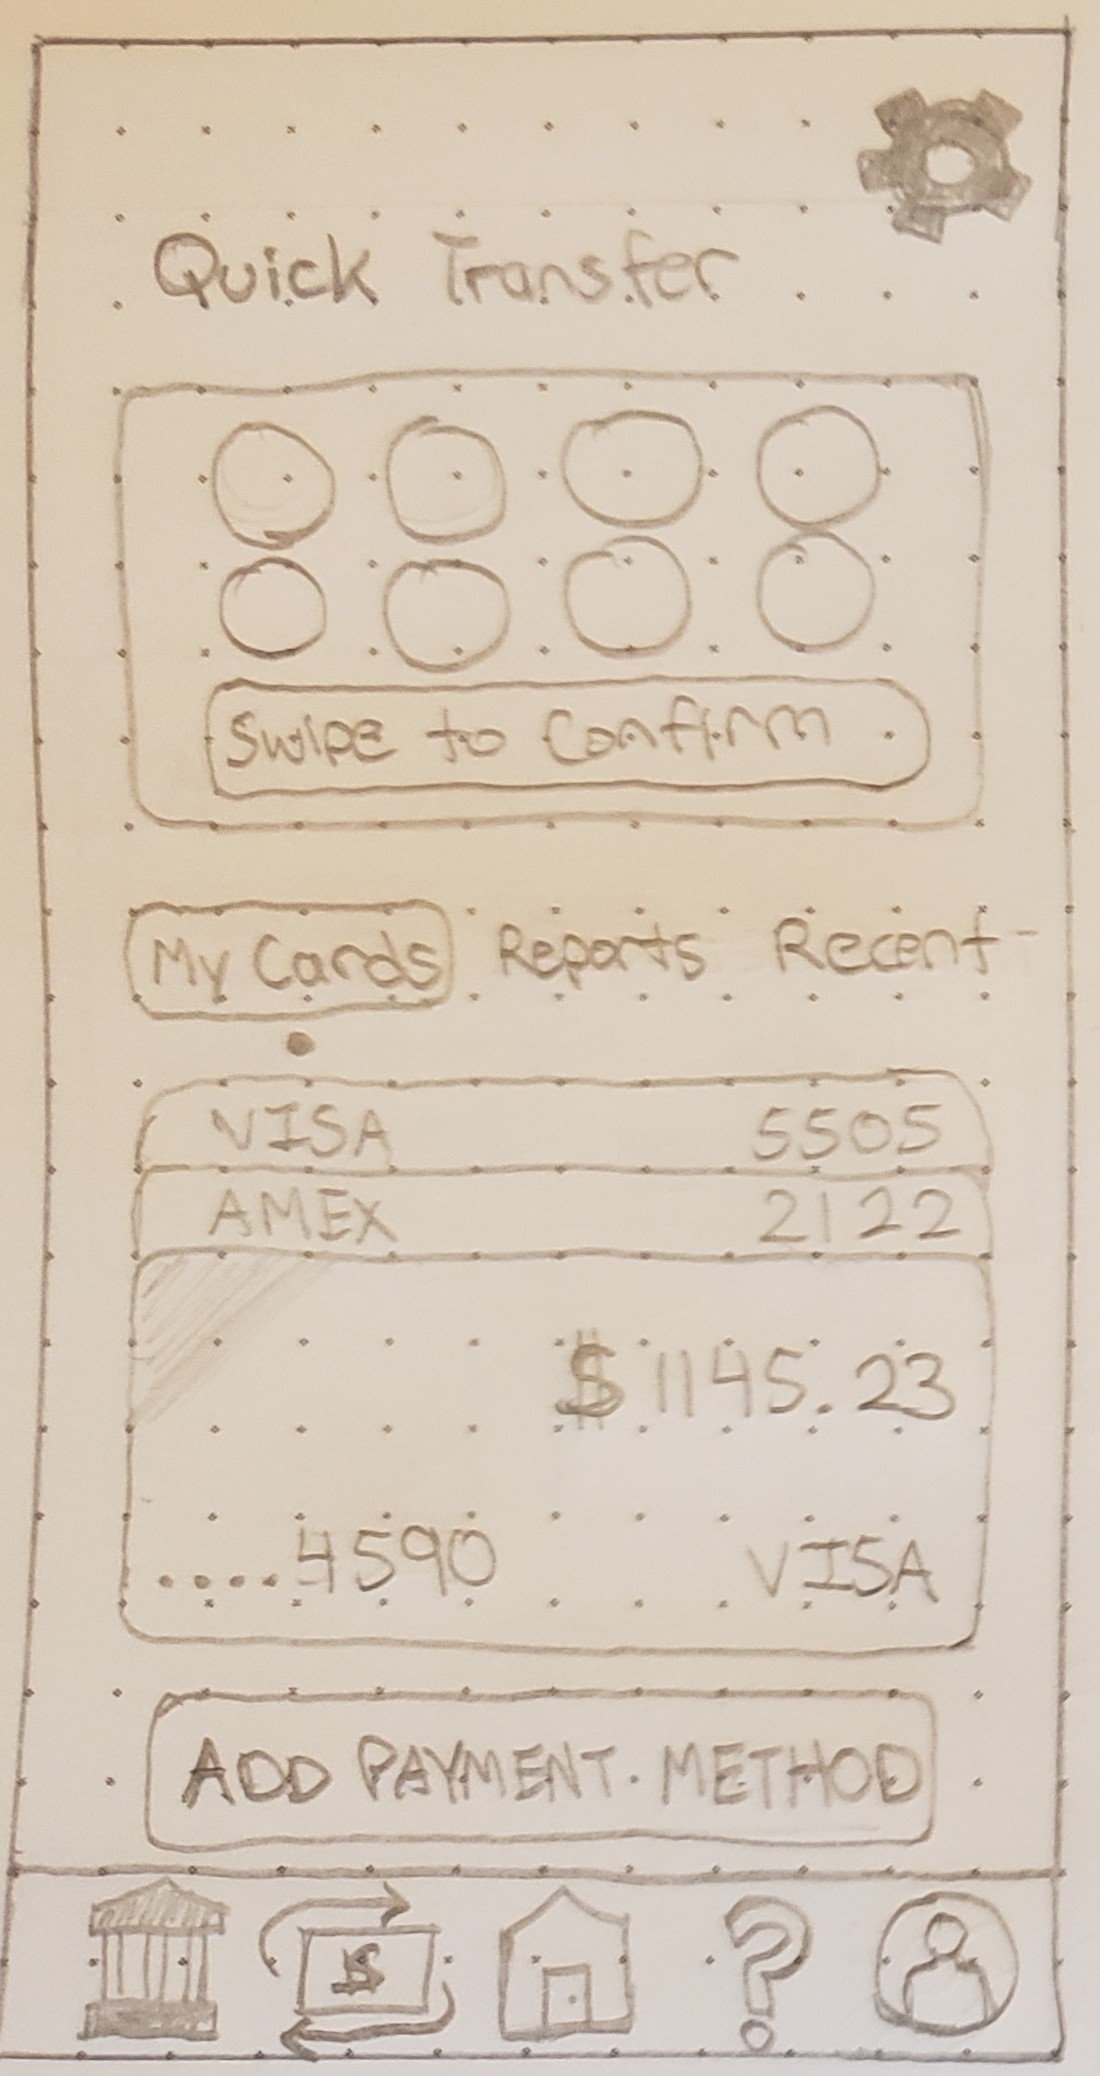 Quick Transfer
Swipe to Confirm
My Cards Reports Recent
VISA 5505
AMEX 2122
$1145.23
....4590 VISA
ADD PAYMENT METHOD
$ ?